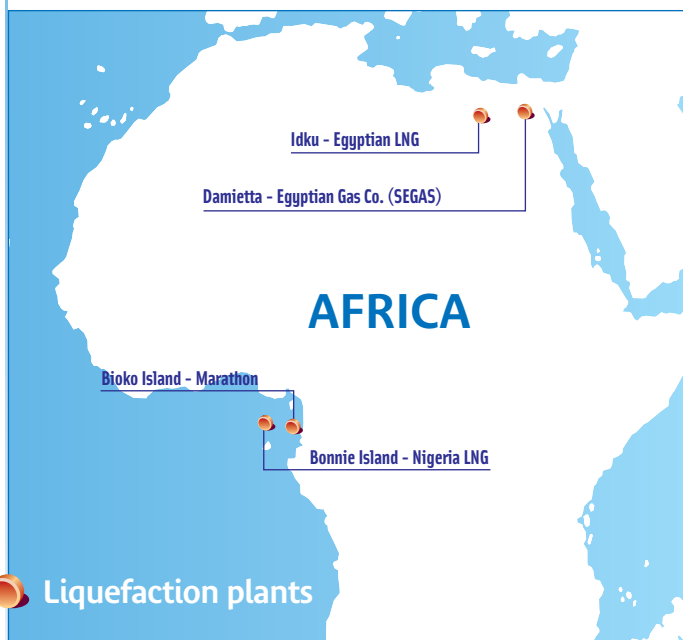 Idku - Egyptian LNG
Damietta - Egyptian Gas Co. (SEGAS)
AFRICA
Bioko Island - Marathon
Bonnie Island - Nigeria LNG
Liquefaction plants